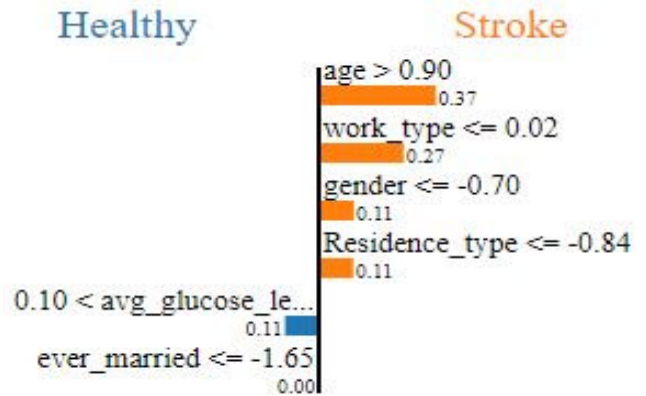 Healthy
Stroke
age > 0.90
0.37
work_type <= 0.02
0.27
gender <= -0.70
0.11
Residence_type <= -0.84
0.11
0.10 < avg_glucose_le...
0.11
ever_married <= -1.65
0.00